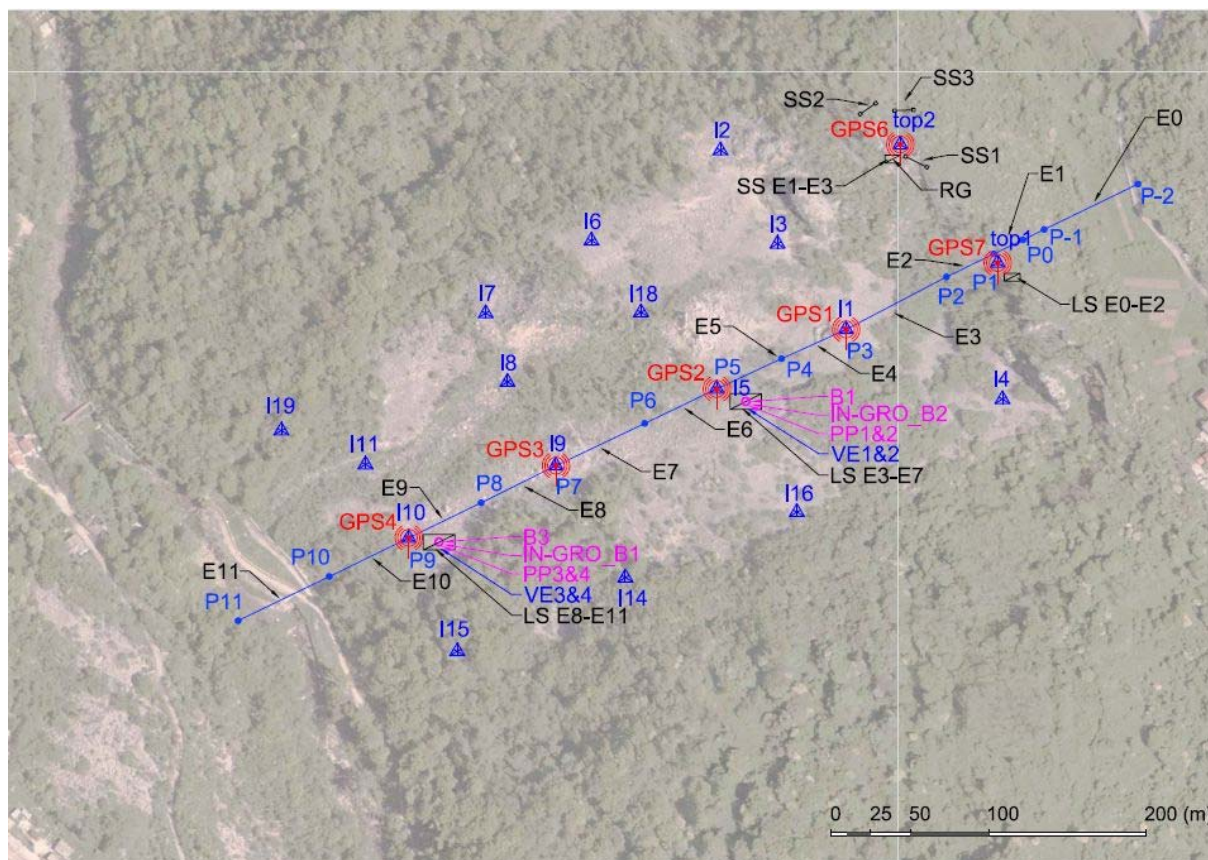 SS3
SS2
E0
top2
GPS6
I2
SS1
E1
SS E1-E3
RG
P-2
I6
I3
top1
P-1
GPS7
P0
E2
P1
I7
I18
GPS1
I1
P2
LS E0-E2
E3
E5
P3
I8
P5
P4
E4
GPS2
I5
I4
P6
B1
IN-GRO_B2
I19
PP1&2
E6
VE1&2
I11
GPS3
I9
LS E3-E7
E7
P8
P7
E9
I16
E8
I10
GPS4
B3
P9
IN-GRO_B1
P10
PP3&4
E11
E10
VE3&4
I14
P11
LS E8-E11
I15
0 25 50 100 200 (m)